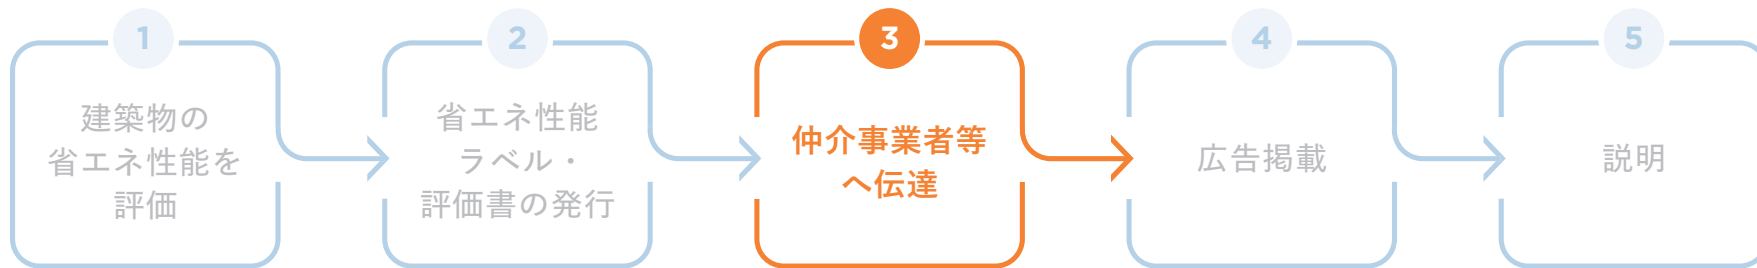 1
建築物の
省エネ性能を
評価
2
省エネ性能
ラベル・
評価書の発行
3
仲介事業者等
へ伝達
4
広告掲載
5
説明